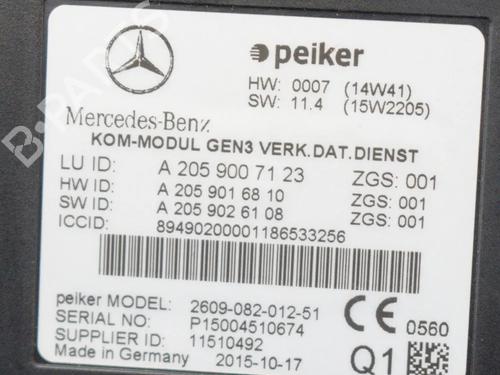 peiker
HW: 0007 (14W41)
SW: 11.4 (15W2205)
Mercedes-Benz
KOM-MODUL GEN3 VERK.DAT.DIENST
LU ID: A 205 900 71 23 ZGS: 001
HW ID: A 205 901 68 10 ZGS: 001
SW ID: A 205 902 61 08 ZGS: 001
ICCID: 89490200001186533256
peiker MODEL: 2609-082-012-51
SERIAL NO: P15004510674
CE 0560
SUPPLIER ID: 11510492
Made in Germany 2015-10-17
Q1
B-PARTS